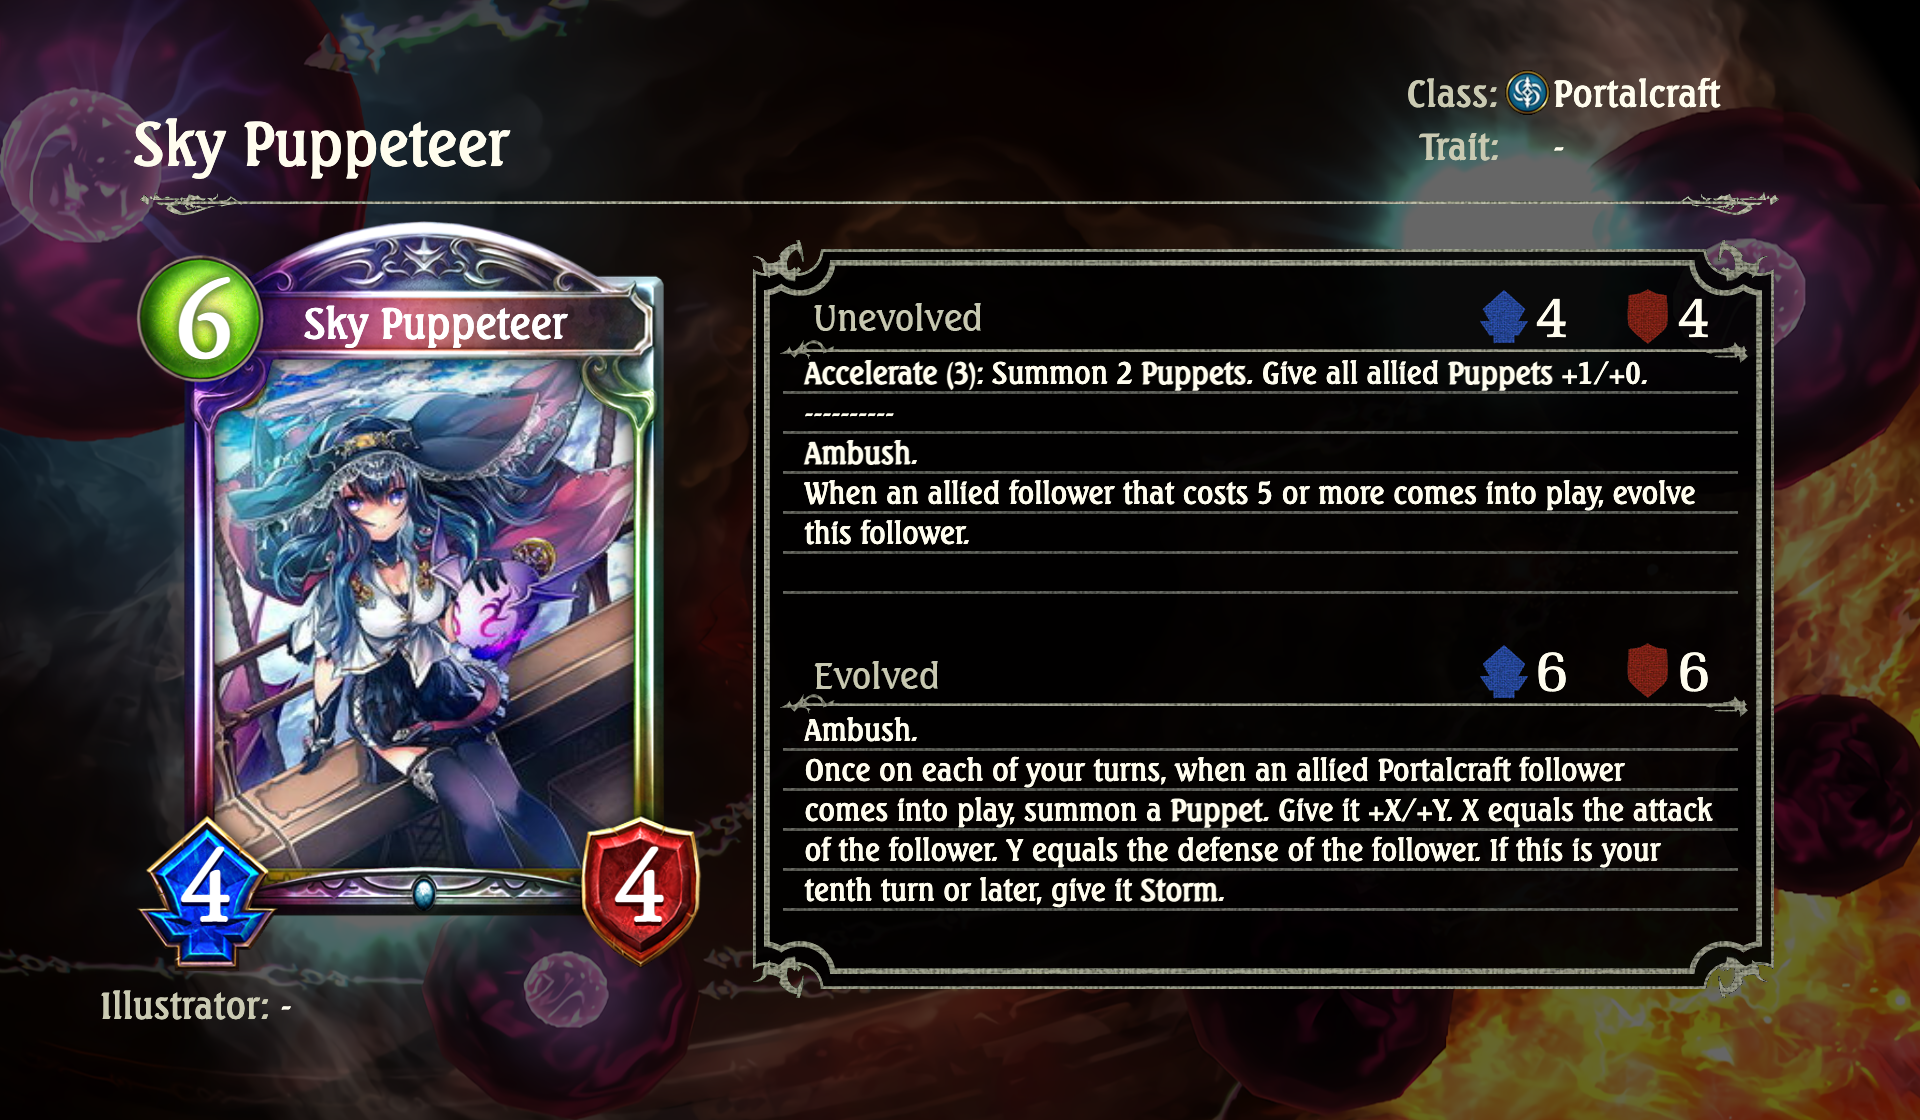 Class: Portalcraft
Trait: -
Sky Puppeteer
6
Sky Puppeteer
4
4
Illustrator: -
Unevolved 4 4
Accelerate (3): Summon 2 Puppets. Give all allied Puppets +1/+0.
----------
Ambush.
When an allied follower that costs 5 or more comes into play, evolve
this follower.
Evolved 6 6
Ambush.
Once on each of your turns, when an allied Portalcraft follower
comes into play, summon a Puppet. Give it +X/+Y. X equals the attack
of the follower. Y equals the defense of the follower. If this is your
tenth turn or later, give it Storm.